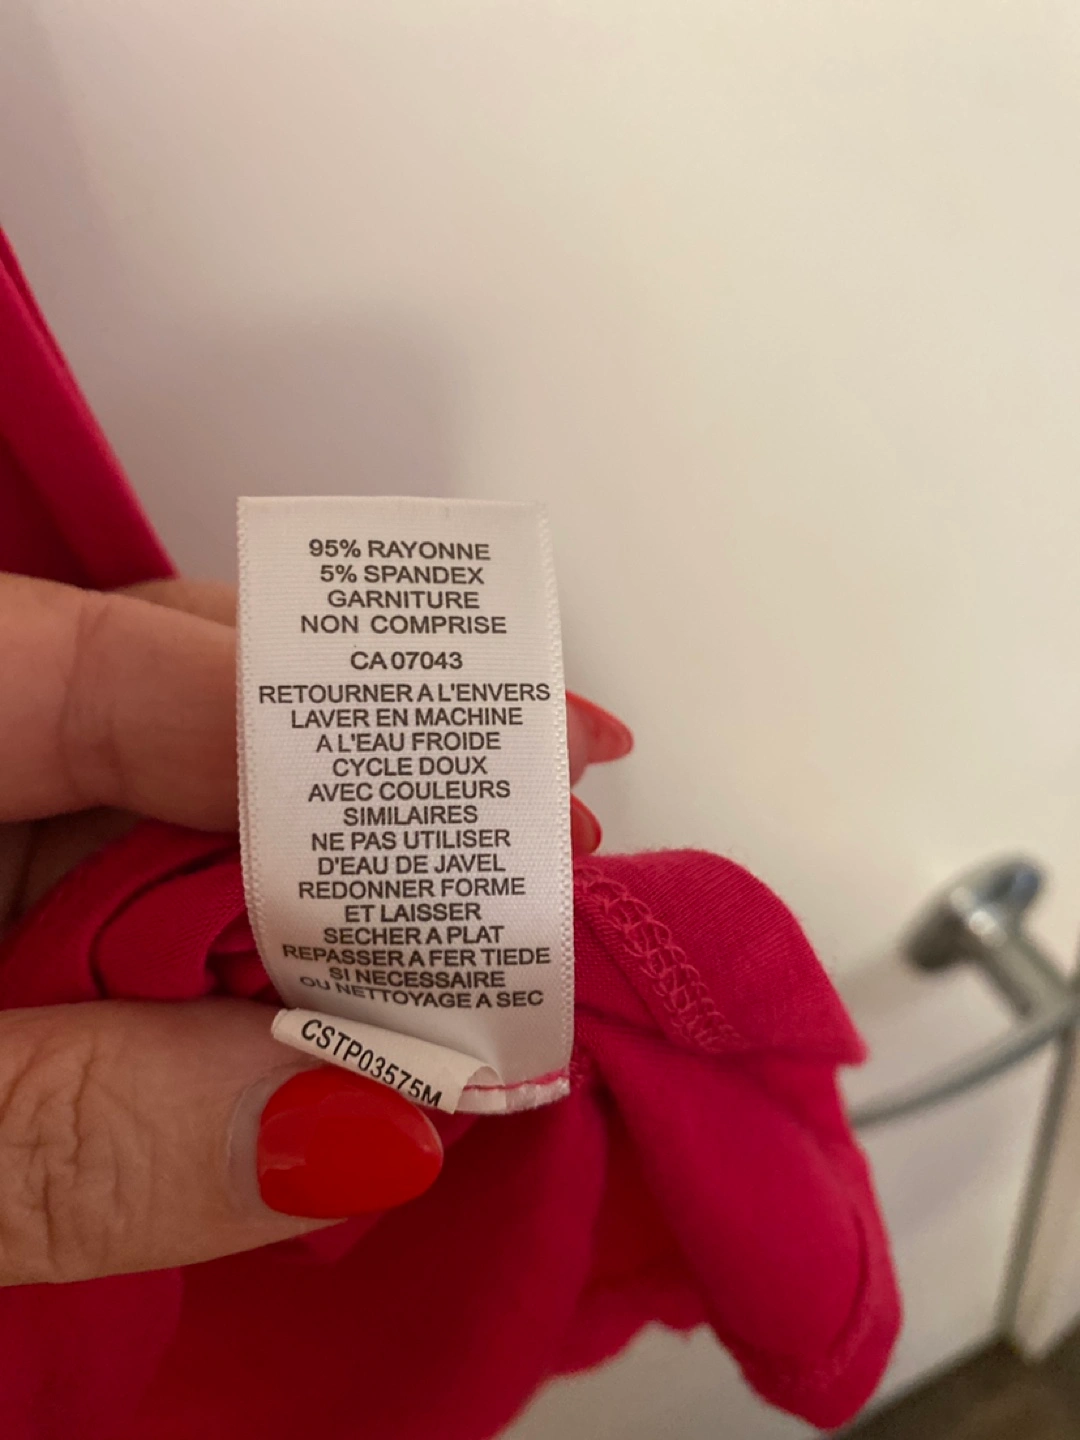 95% RAYONNE
5% SPANDEX
GARNITURE
NON COMPRISE
CA 07043
RETOURNER A L'ENVERS
LAVER EN MACHINE
A L'EAU FROIDE
CYCLE DOUX
AVEC COULEURS
SIMILAIRES
NE PAS UTILISER
D'EAU DE JAVEL
REDONNER FORME
ET LAISSER
SECHER A PLAT
REPASSER A FER TIEDE
SI NECESSAIRE
OU NETTOYAGE A SEC
CSTP03575M